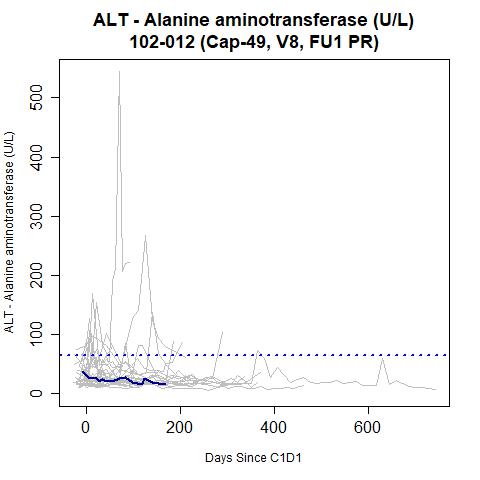 ALT - Alanine aminotransferase (U/L)
102-012 (Cap-49, V8, FU1 PR)
ALT - Alanine aminotransferase (U/L)
500
400
300
200
100
0
0 200 400 600
Days Since C1D1